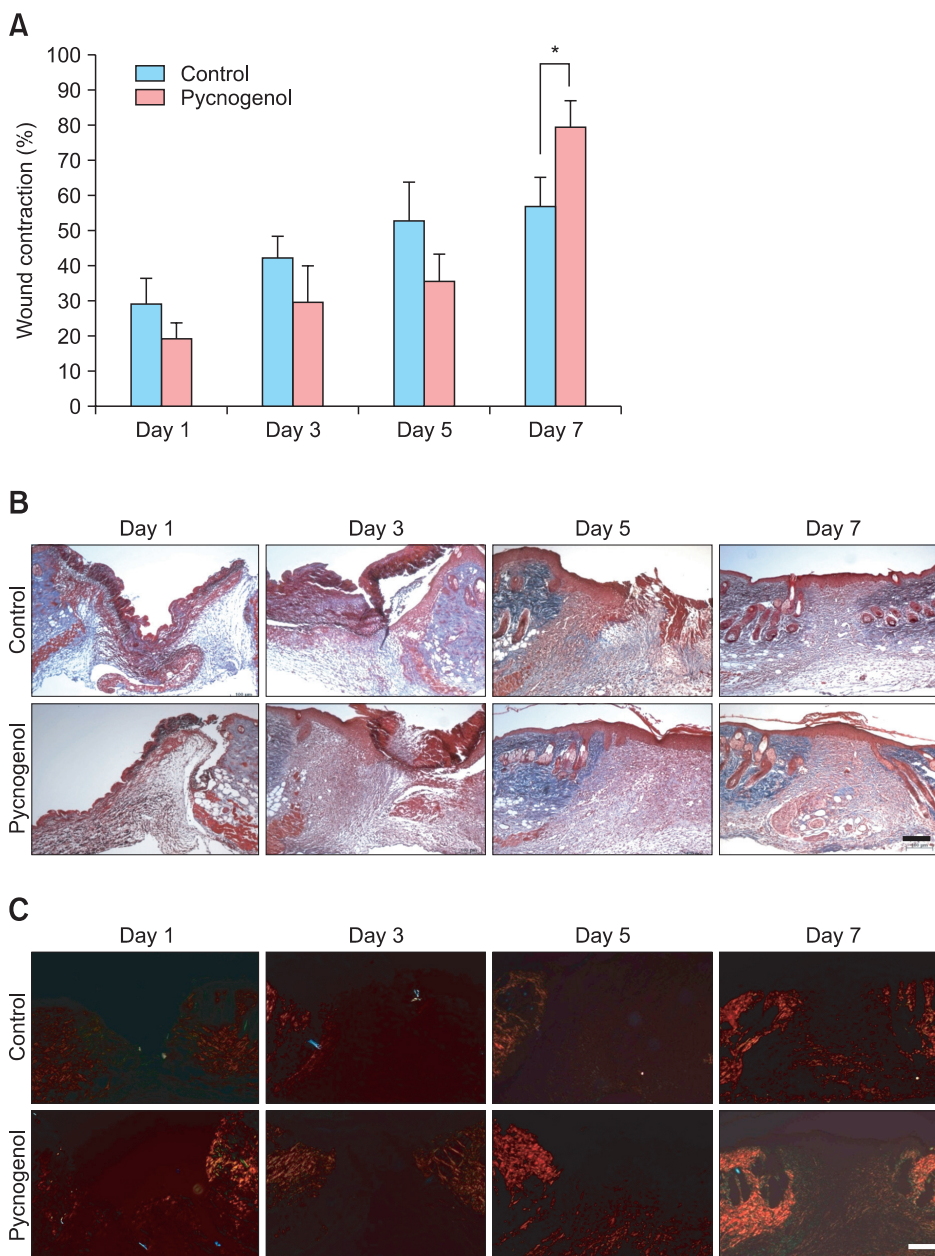 A
100
90
80
70
60
50
40
30
20
10
0
Wound contraction (%)
Control
Pycnogenol
*
Day 1 Day 3 Day 5 Day 7
B
Day 1 Day 3 Day 5 Day 7
Control
Pycnogenol
C
Day 1 Day 3 Day 5 Day 7
Control
Pycnogenol